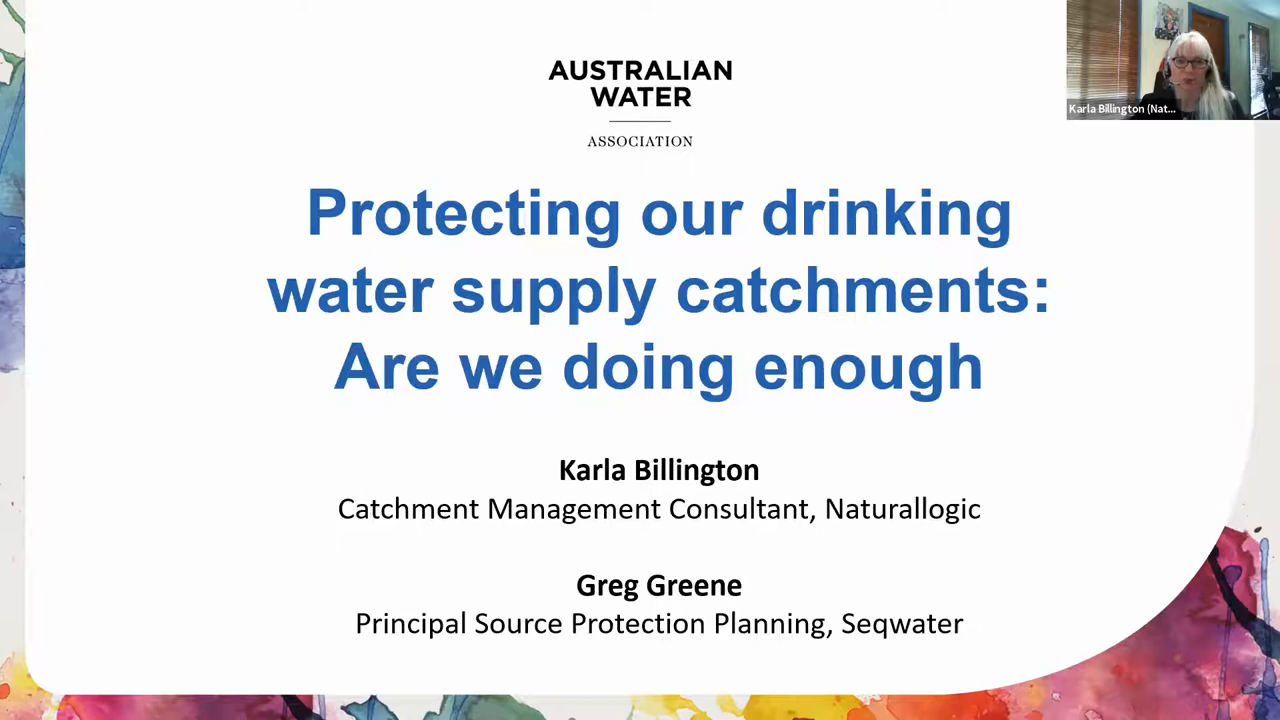 AUSTRALIAN
WATER
ASSOCIATION
Karla Billington (Nat...
Protecting our drinking
water supply catchments:
Are we doing enough
Karla Billington
Catchment Management Consultant, Naturallogic
Greg Greene
Principal Source Protection Planning, Seqwater